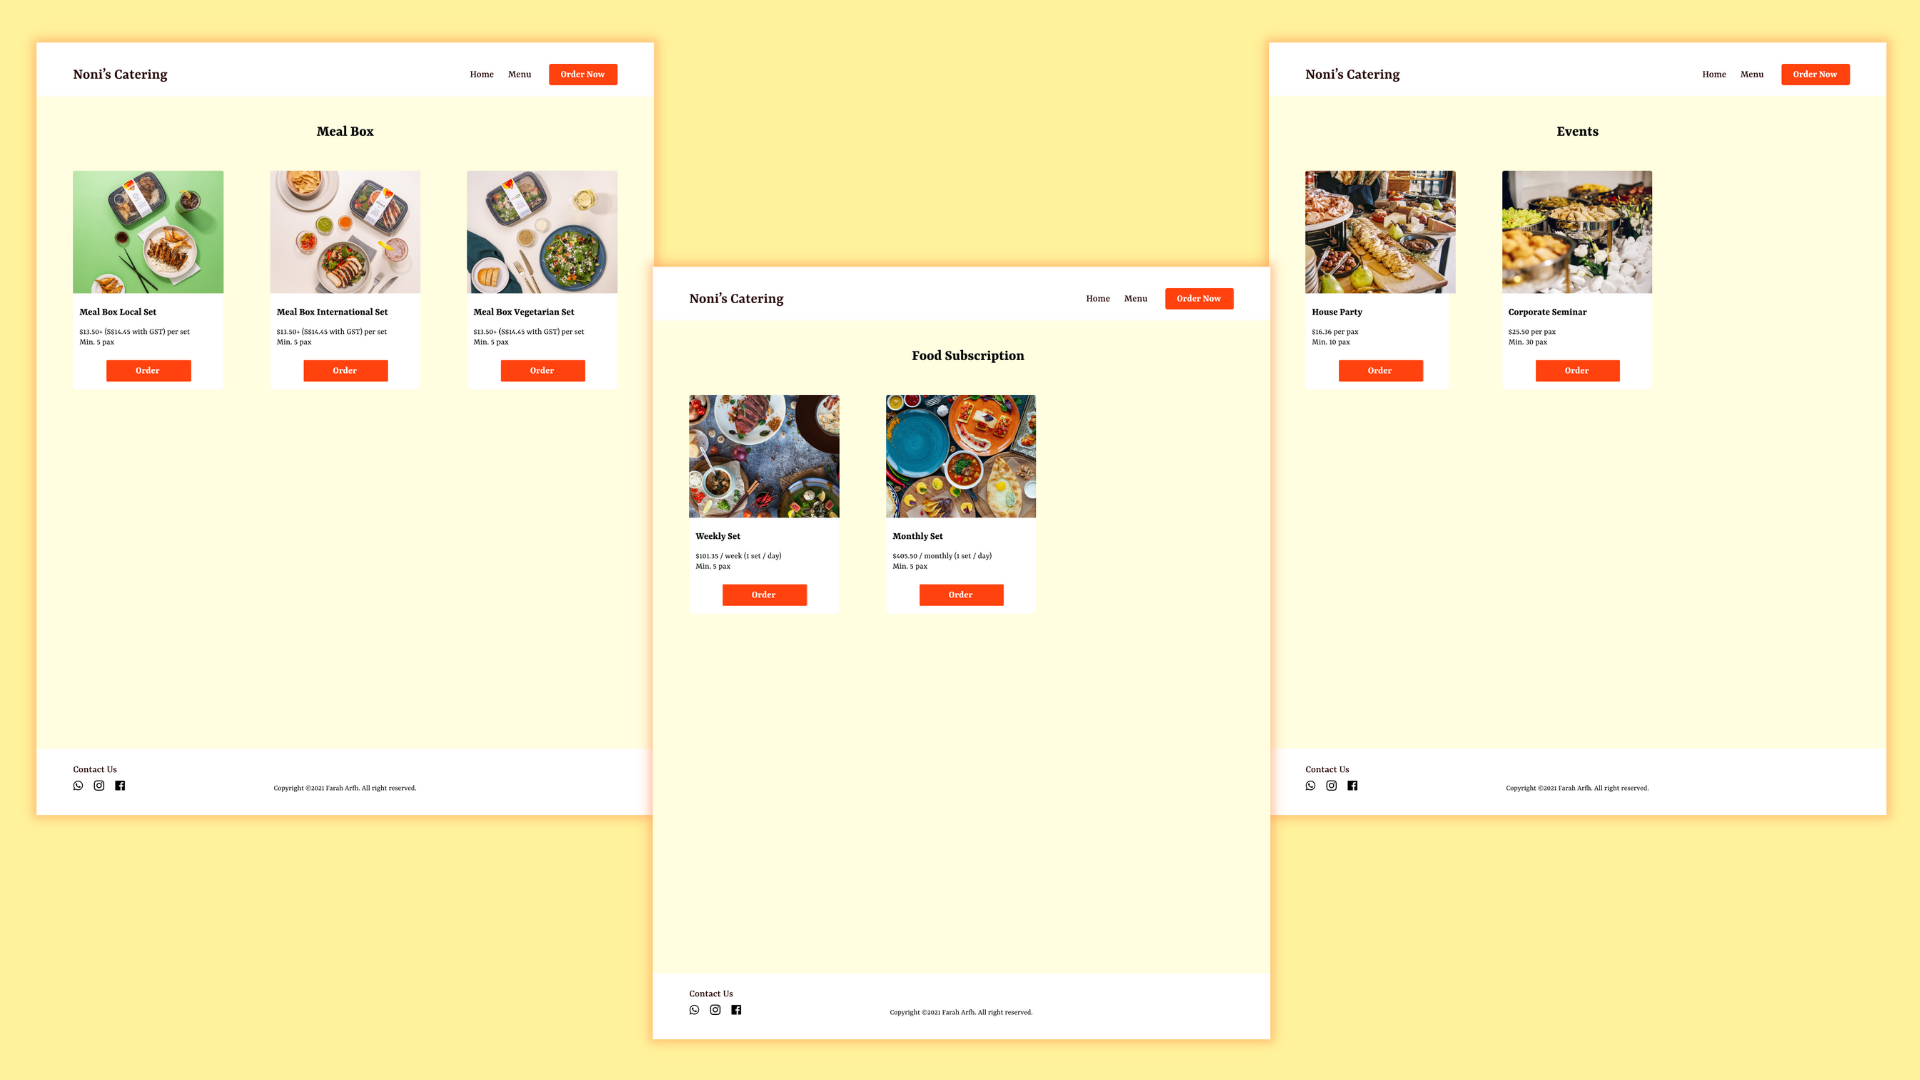 Noni's Catering
Home Menu Order Now
Meal Box
Meal Box Local Set
$13.50+ (S$14.45 with GST) per set
Min. 5 pax
Order
Meal Box International Set
$13.50+ (S$14.45 with GST) per set
Min. 5 pax
Order
Meal Box Vegetarian Set
$13.50+ (S$14.45 with GST) per set
Min. 5 pax
Order
Contact Us
Copyright ©2021 Farah Arfh. All right reserved.
Noni's Catering
Home Menu Order Now
Food Subscription
Weekly Set
$101.35 / week (1 set / day)
Min. 5 pax
Order
Monthly Set
$405.50 / monthly (1 set / day)
Min. 5 pax
Order
Contact Us
Copyright ©2021 Farah Arfh. All right reserved.
Noni's Catering
Home Menu Order Now
Events
House Party
$16.36 per pax
Min. 10 pax
Order
Corporate Seminar
$25.50 per pax
Min. 30 pax
Order
Contact Us
Copyright ©2021 Farah Arfh. All right reserved.